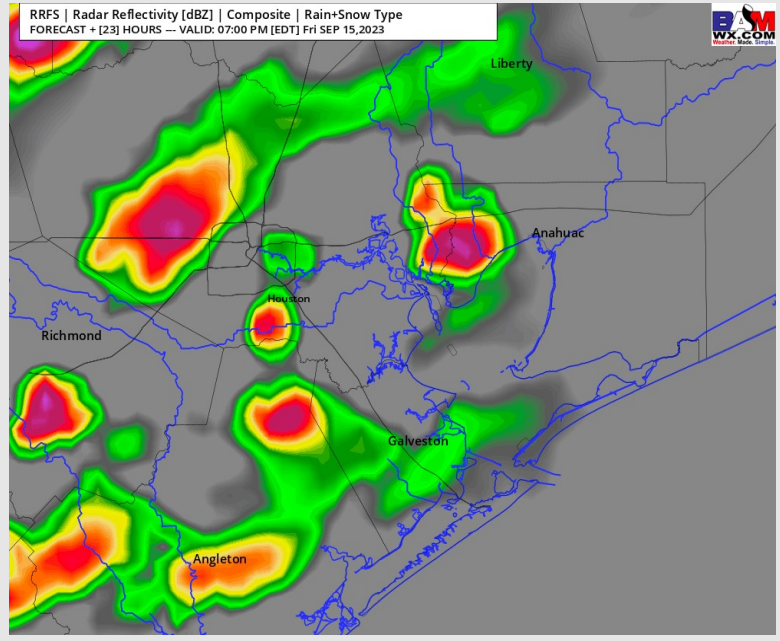 RRFS | Radar Reflectivity [dBZ] | Composite | Rain+Snow Type
FORECAST + [23] HOURS --- VALID: 07:00 PM [EDT] Fri SEP 15,2023
BAM
WX.COM
Weather. Made. Simple.
Liberty
Anahuac
Houston
Richmond
Galveston
Angleton